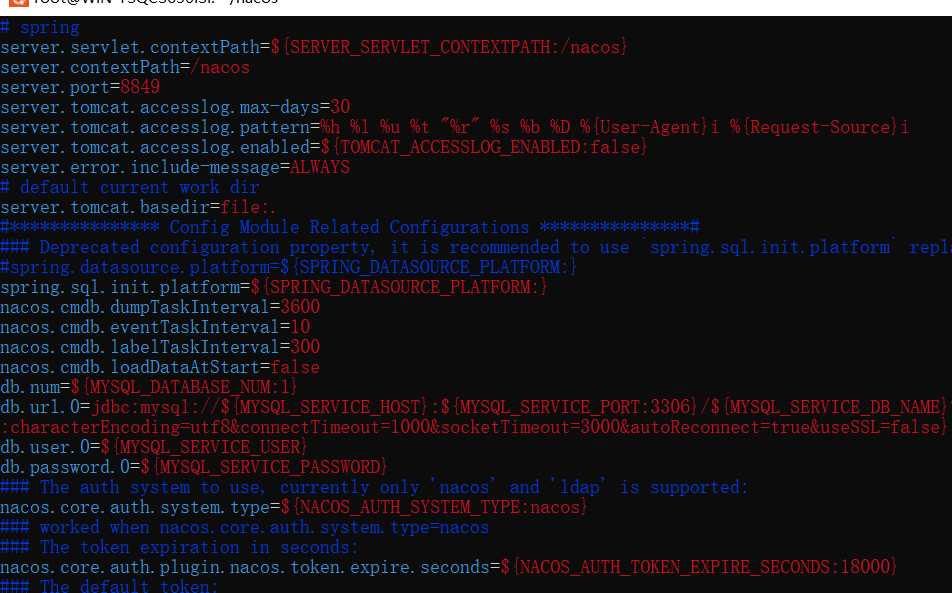 # spring
server.servlet.contextPath=${SERVER_SERVLET_CONTEXTPATH:/nacos}
server.contextPath=/nacos
server.port=8849
server.tomcat.accesslog.max-days=30
server.tomcat.accesslog.pattern=%h %l %u %t "%r" %s %b %D %{User-Agent}i %{Request-Source}i
server.tomcat.accesslog.enabled=${TOMCAT_ACCESSLOG_ENABLED:false}
server.error.include-message=ALWAYS
# default current work dir
server.tomcat.basedir=file:.
#*************** Config Module Related Configurations ***************#
### Deprecated configuration property, it is recommended to use `spring.sql.init.platform`
#spring.datasource.platform=${SPRING_DATASOURCE_PLATFORM:}
spring.sql.init.platform=${SPRING_DATASOURCE_PLATFORM:}
nacos.cmdb.dumpTaskInterval=3600
nacos.cmdb.eventTaskInterval=10
nacos.cmdb.labelTaskInterval=300
nacos.cmdb.loadDataAtStart=false
db.num=${MYSQL_DATABASE_NUM:1}
db.url.0=jdbc:mysql://${MYSQL_SERVICE_HOST}:${MYSQL_SERVICE_PORT:3306}/${MYSQL_SERVICE_DB_NAME}
:characterEncoding=utf8&connectTimeout=1000&socketTimeout=3000&autoReconnect=true&useSSL=false}
db.user.0=${MYSQL_SERVICE_USER}
db.password.0=${MYSQL_SERVICE_PASSWORD}
### The auth system to use, currently only 'nacos' and 'ldap' is supported:
nacos.core.auth.system.type=${NACOS_AUTH_SYSTEM_TYPE:nacos}
### worked when nacos.core.auth.system.type=nacos
### The token expiration in seconds:
nacos.core.auth.plugin.nacos.token.expire.seconds=${NACOS_AUTH_TOKEN_EXPIRE_SECONDS:18000}
### The default token: